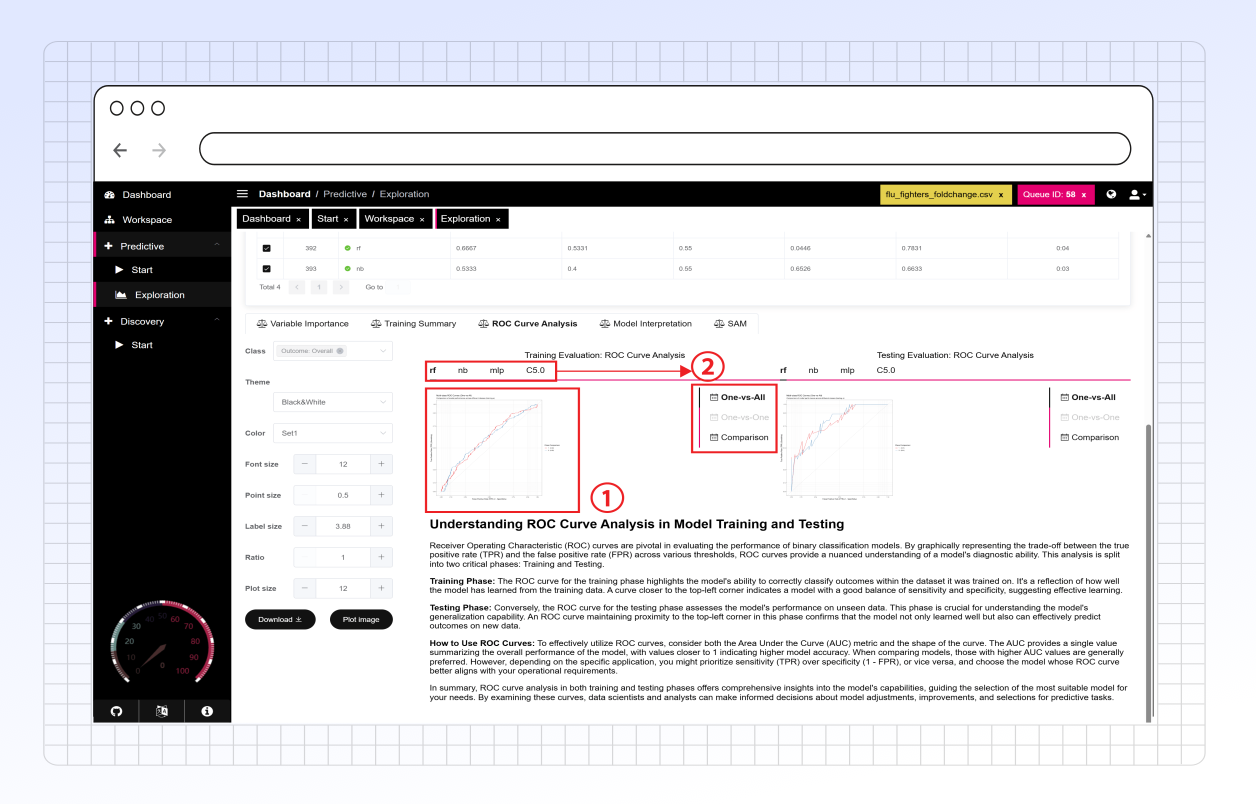 Dashboard
Workspace
Predictive
Start
Exploration
Discovery
Start
Dashboard / Predictive / Exploration
flu_fighters_foldchange.csv x
Queue ID: 58 x
Dashboard x
Start x
Workspace x
Exploration x
392 rf 0.6667 0.5331 0.55 0.0446 0.7831 0:04
393 nb 0.5333 0.4 0.55 0.6526 0.6633 0:03
Total 4 < 1 > Go to
Variable Importance
Training Summary
ROC Curve Analysis
Model Interpretation
SAM
Class Outcome: Overall
Theme
Black&White
Color Set1
Font size − 12 +
Point size 0.5 +
Label size − 3.88 +
Ratio 1 +
Plot size − 12 +
Download
Plot image
Training Evaluation: ROC Curve Analysis
rf nb mlp C5.0
2
One-vs-All
One-vs-One
Comparison
1
Testing Evaluation: ROC Curve Analysis
rf nb mlp C5.0
One-vs-All
One-vs-One
Comparison
Understanding ROC Curve Analysis in Model Training and Testing
Receiver Operating Characteristic (ROC) curves are pivotal in evaluating the performance of binary classification models. By graphically representing the trade-off between the true
positive rate (TPR) and the false positive rate (FPR) across various thresholds, ROC curves provide a nuanced understanding of a model's diagnostic ability. This analysis is split
into two critical phases: Training and Testing.
Training Phase: The ROC curve for the training phase highlights the model's ability to correctly classify outcomes within the dataset it was trained on. It's a reflection of how well
the model has learned from the training data. A curve closer to the top-left corner indicates a model with a good balance of sensitivity and specificity, suggesting effective learning.
Testing Phase: Conversely, the ROC curve for the testing phase assesses the model's performance on unseen data. This phase is crucial for understanding the model's
generalization capability. An ROC curve maintaining proximity to the top-left corner in this phase confirms that the model not only learned well but also can effectively predict
outcomes on new data.
How to Use ROC Curves: To effectively utilize ROC curves, consider both the Area Under the Curve (AUC) metric and the shape of the curve. The AUC provides a single value
summarizing the overall performance of the model, with values closer to 1 indicating higher model accuracy. When comparing models, those with higher AUC values are generally
preferred. However, depending on the specific application, you might prioritize sensitivity (TPR) over specificity (1 - FPR), or vice versa, and choose the model whose ROC curve
better aligns with your operational requirements.
In summary, ROC curve analysis in both training and testing phases offers comprehensive insights into the model's capabilities, guiding the selection of the most suitable model for
your needs. By examining these curves, data scientists and analysts can make informed decisions about model adjustments, improvements, and selections for predictive tasks.
0 10 20 30 40 50 60 70 80 90 100